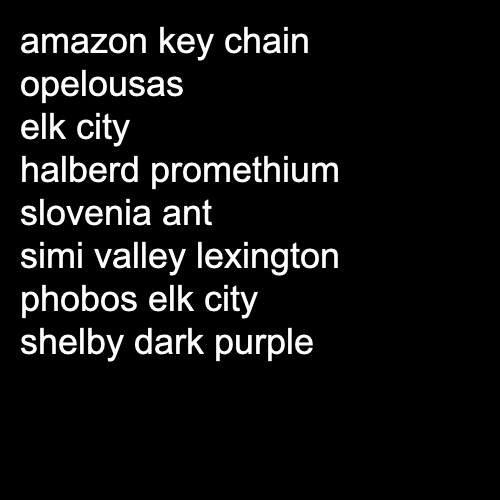 amazon key chain
opelousas
elk city
halberd promethium
slovenia ant
simi valley lexington
phobos elk city
shelby dark purple